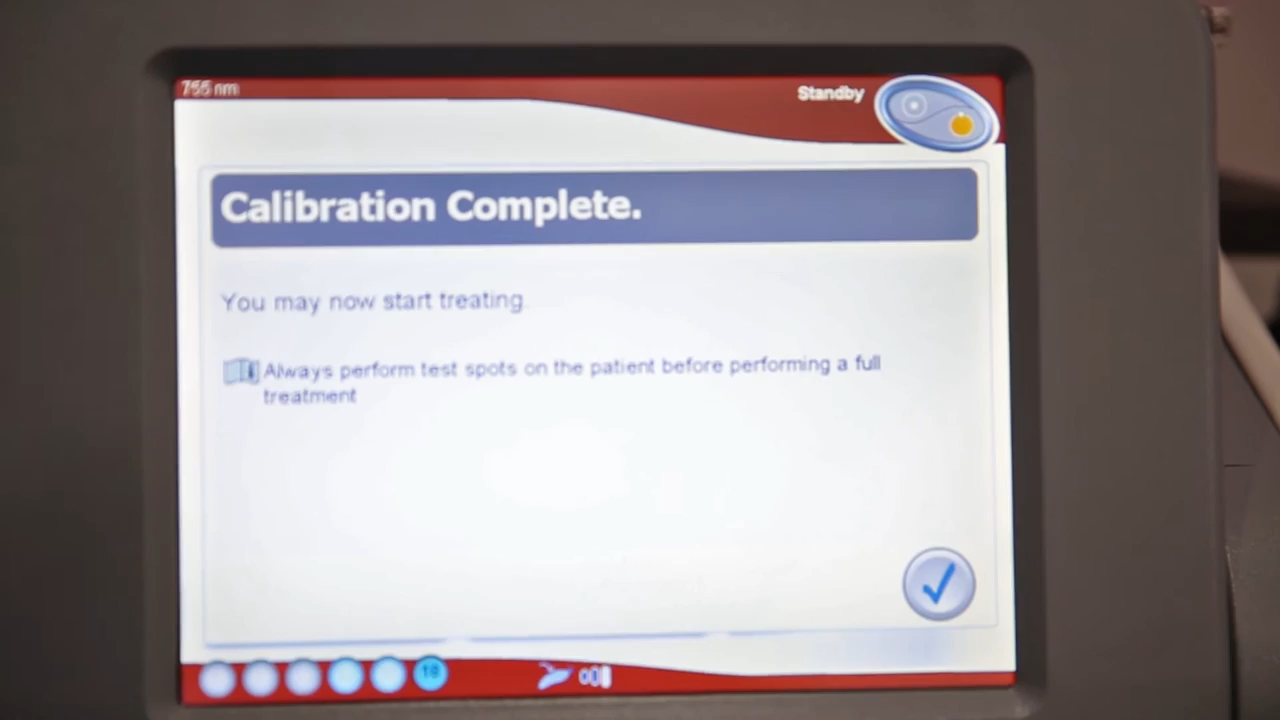 755 nm
Standby
Calibration Complete.
You may now start treating.
Always perform test spots on the patient before performing a full
treatment
18